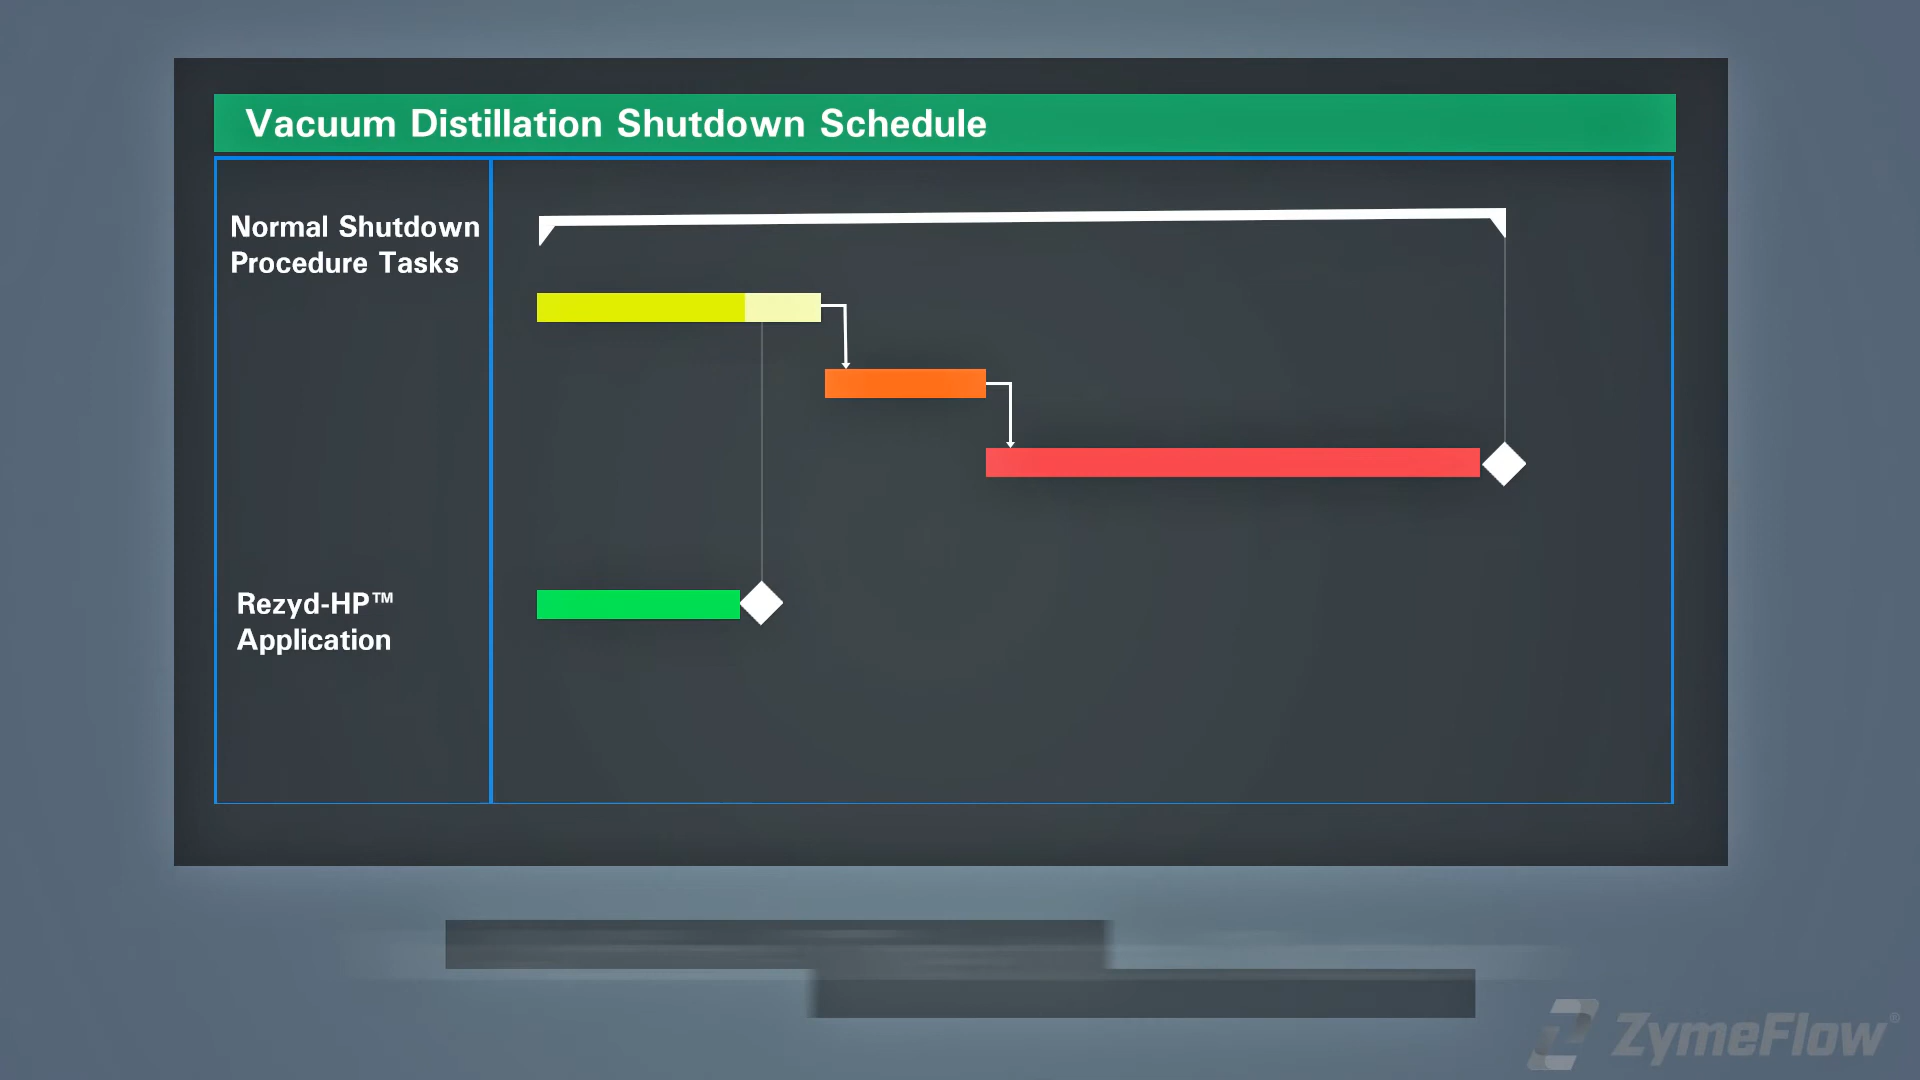 Vacuum Distillation Shutdown Schedule
Normal Shutdown
Procedure Tasks
Rezyd-HP™
Application
ZymeFlow®